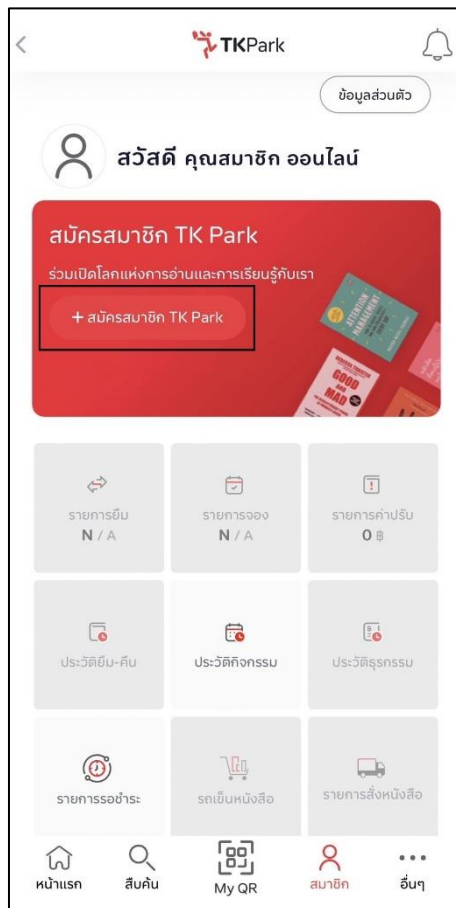 TKPark
ข้อมูลส่วนตัว
สวัสดี คุณสมาชิก ออนไลน์
สมัครสมาชิก TK Park
ร่วมเปิดโลกแห่งการอ่านและการเรียนรู้กับเรา
+ สมัครสมาชิก TK Park
ATTENTION MANAGEMENT
GOOD AND MAD
รายการยืม
N / A
รายการจอง
N / A
รายการค่าปรับ
0 ฿
ประวัติยืม-คืน
ประวัติกิจกรรม
ประวัติธุรกรรม
รายการรอชำระ
รถเข็นหนังสือ
รายการสั่งหนังสือ
หน้าแรก
สืบค้น
My QR
สมาชิก
อื่นๆ